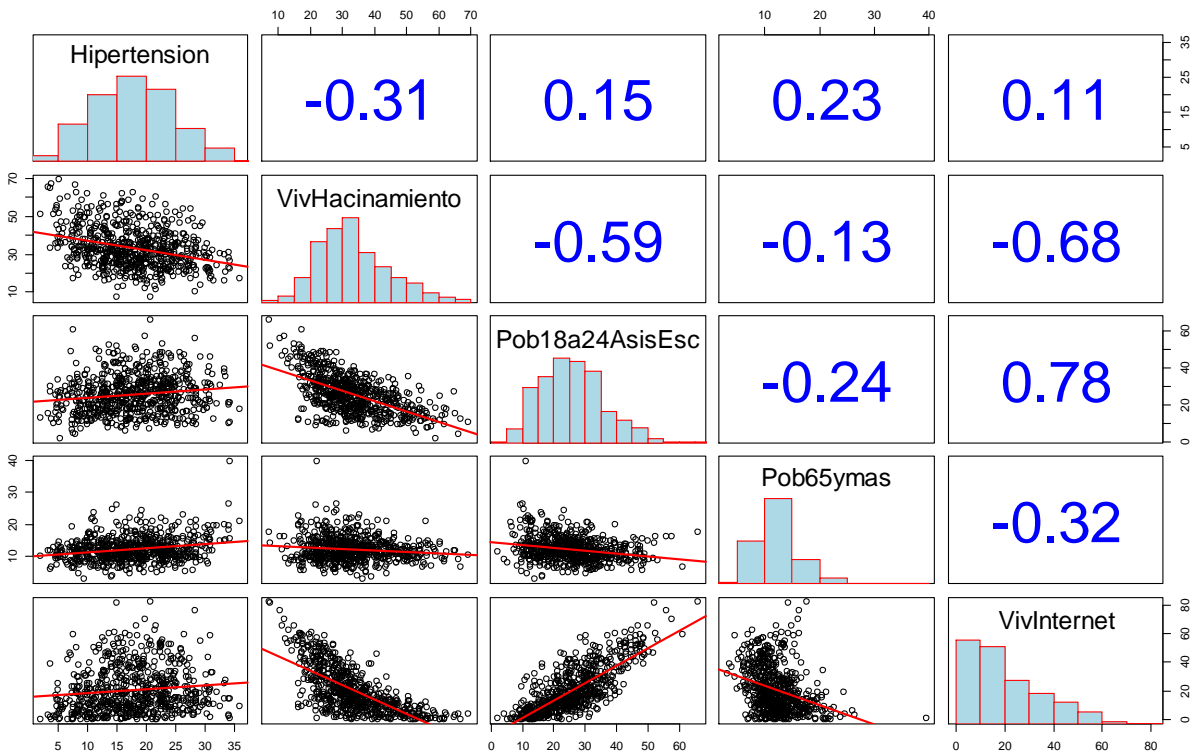 10 20 30 40 50 60 70
10 20 30 40
Hipertension
-0.31
0.15
0.23
0.11
5 15 25 35
10 30 50 70
VivHacinamiento
-0.59
-0.13
-0.68
Pob18a24AsisEsc
-0.24
0.78
0 20 40 60
10 20 30 40
Pob65ymas
-0.32
VivInternet
0 20 40 60 80
5 10 15 20 25 30 35
0 10 20 30 40 50 60
0 20 40 60 80